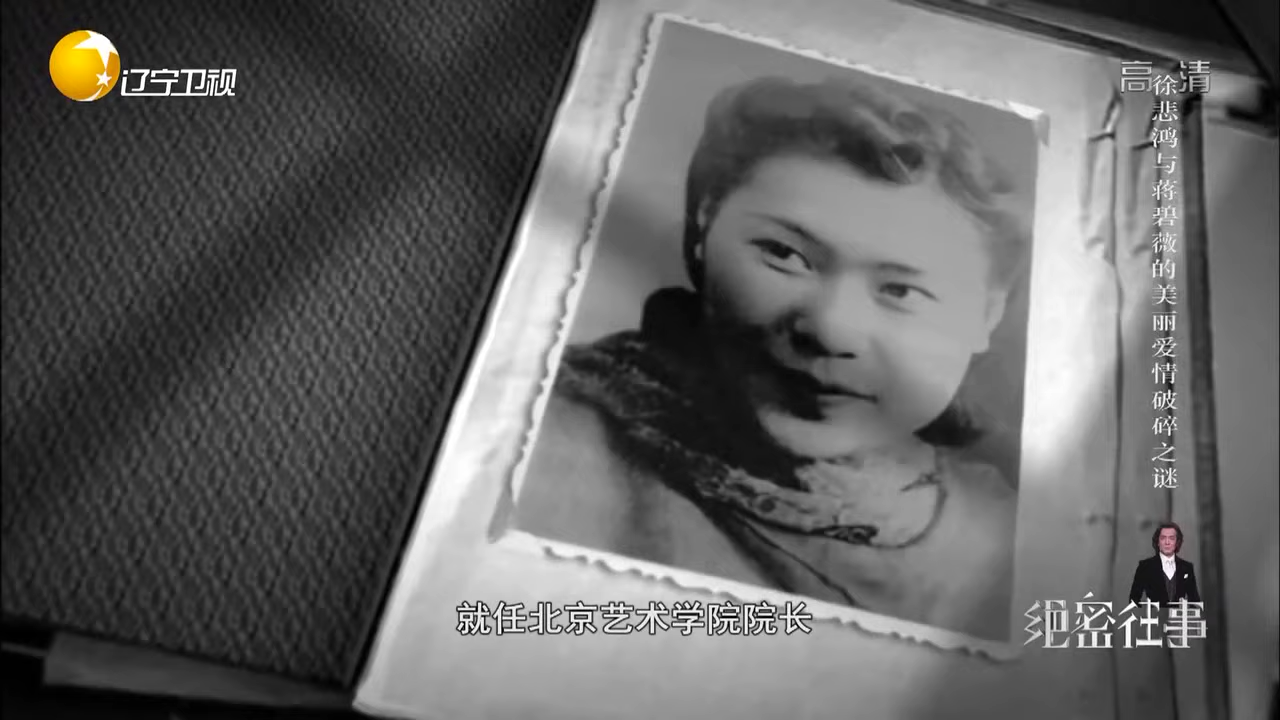 辽宁卫视
高清
徐悲鸿与蒋碧薇的美丽爱情破碎之谜
就任北京艺术学院院长
绝密往事